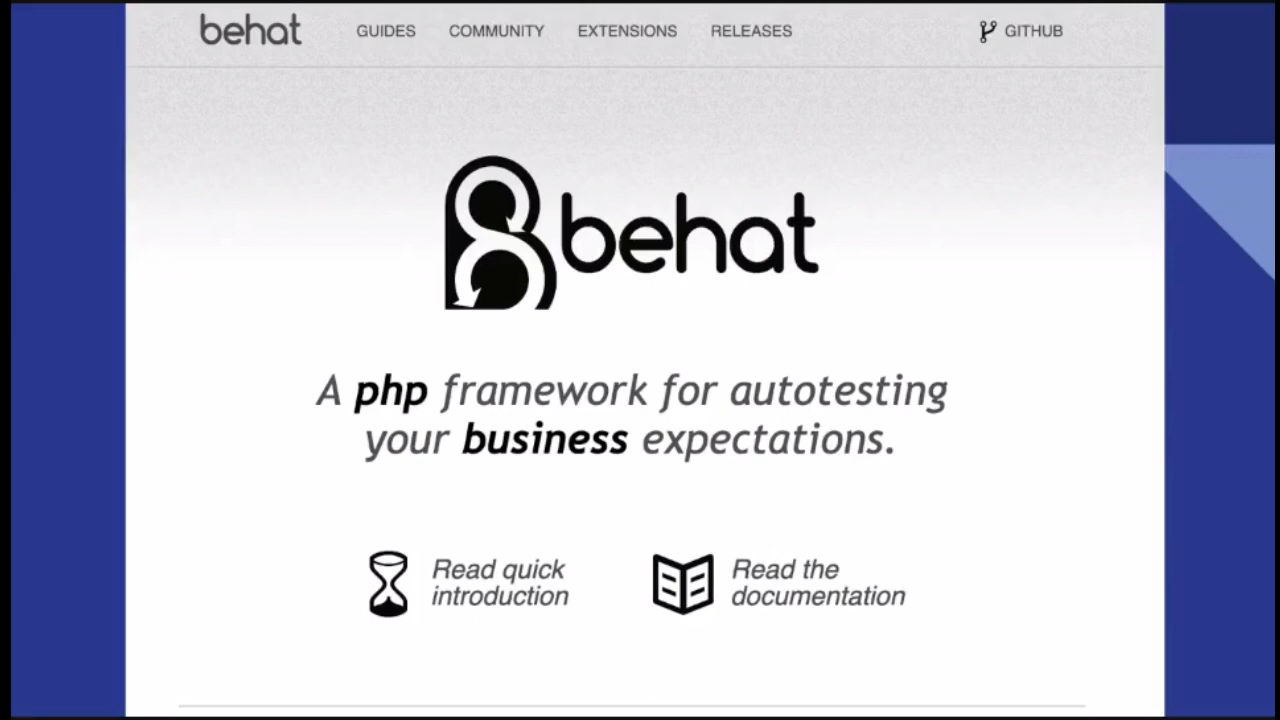 behat GUIDES COMMUNITY EXTENSIONS RELEASES GITHUB
behat
A php framework for autotesting
your business expectations.
Read quick
introduction
Read the
documentation